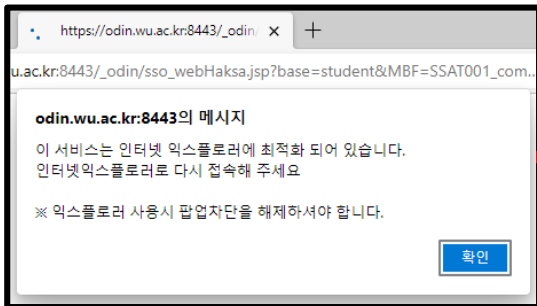 https://odin.wu.ac.kr:8443/_odin/
u.ac.kr:8443/_odin/sso_webHaksa.jsp?base=student&MBF=SSAT001_com...
odin.wu.ac.kr:8443의 메시지
이 서비스는 인터넷 익스플로러에 최적화 되어 있습니다.
인터넷익스플로러로 다시 접속해 주세요
※ 익스플로러 사용시 팝업차단을 해제하셔야 합니다.
확인